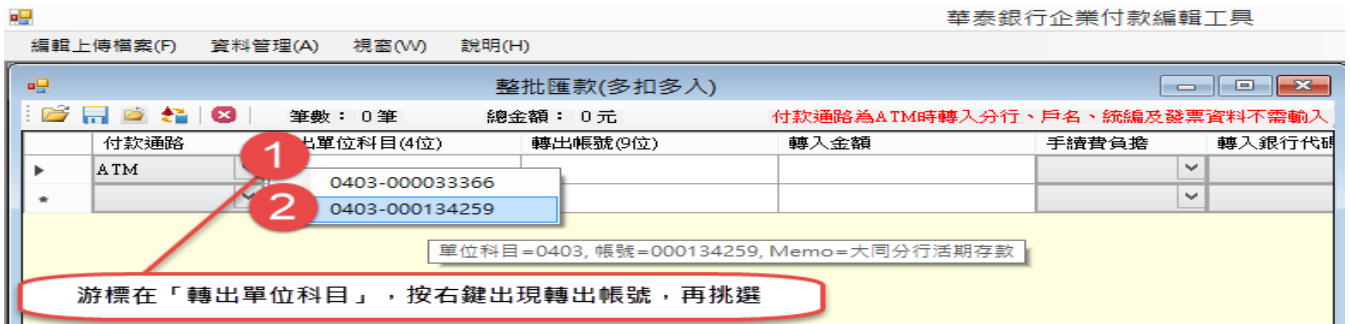 華泰銀行企業付款編輯工具
編輯上傳檔案(F) 資料管理(A) 視窗(W) 說明(H)
整批匯款(多扣多入)
筆數： 0 筆 總金額： 0 元 付款通路為ATM時轉入分行、戶名、統編及發票資料不需輸入
付款通路 出單位科目(4位) 轉出帳號(9位) 轉入金額 手續費負擔 轉入銀行代碼
1
ATM
0403-000033366
2
0403-000134259
單位科目=0403, 帳號=000134259, Memo=大同分行活期存款
游標在「轉出單位科目」，按右鍵出現轉出帳號，再挑選